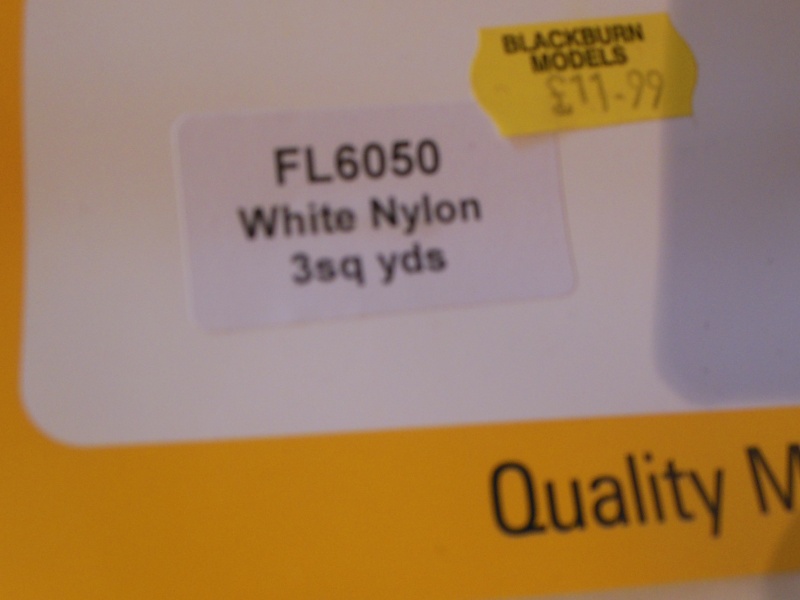 BLACKBURN
MODELS
£11-99
FL6050
White Nylon
3sq yds
Quality M